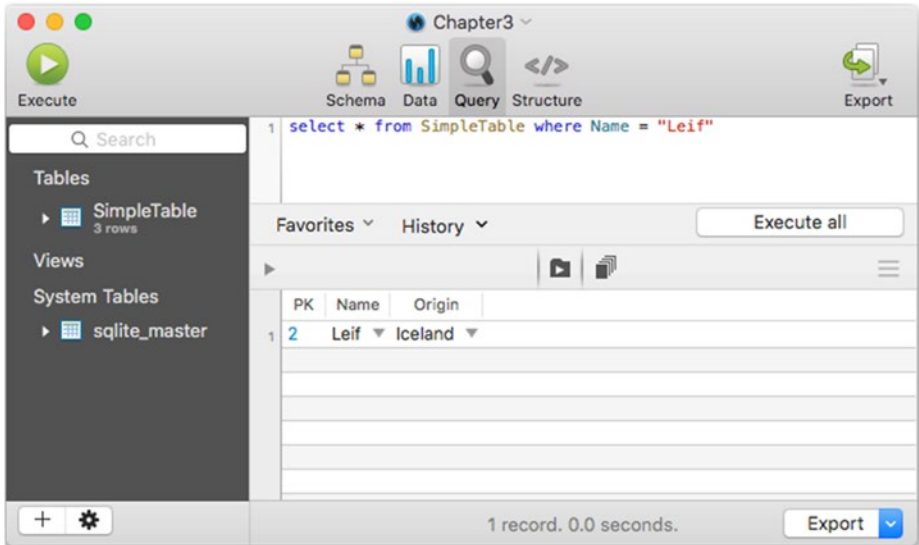 Chapter3
Execute
Schema Data Query Structure
Export
Search
Tables
SimpleTable
3 rows
Views
System Tables
sqlite_master
1 select * from SimpleTable where Name = "Leif"
Favorites History Execute all
PK Name Origin
1 2 Leif Iceland
1 record. 0.0 seconds.
Export